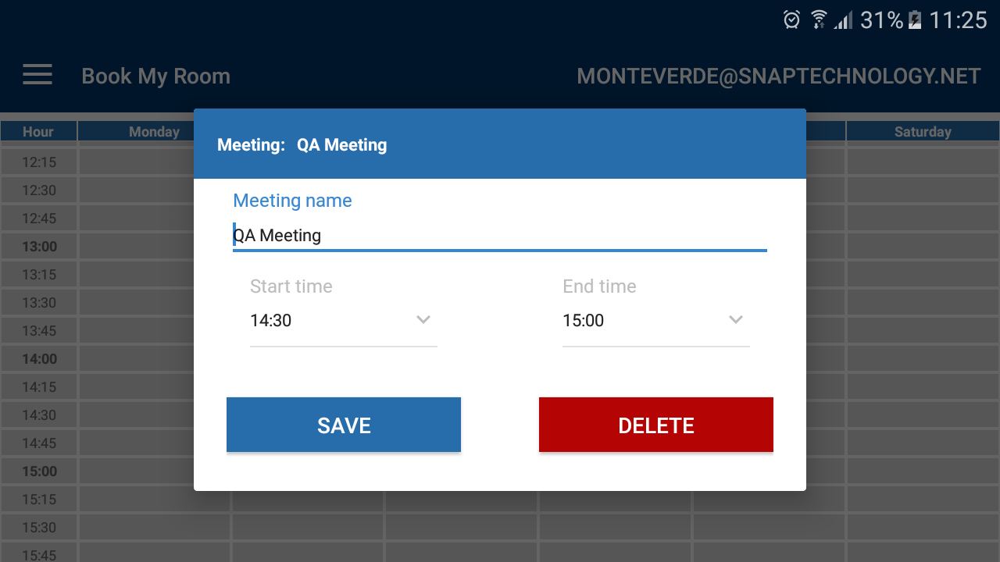 31% 11:25
Book My Room MONTEVERDE@SNAPTECHNOLOGY.NET
Hour Monday Saturday
Meeting: QA Meeting
Meeting name
QA Meeting
Start time End time
14:30 15:00
SAVE DELETE
12:15
12:30
12:45
13:00
13:15
13:30
13:45
14:00
14:15
14:30
14:45
15:00
15:15
15:30
15:45